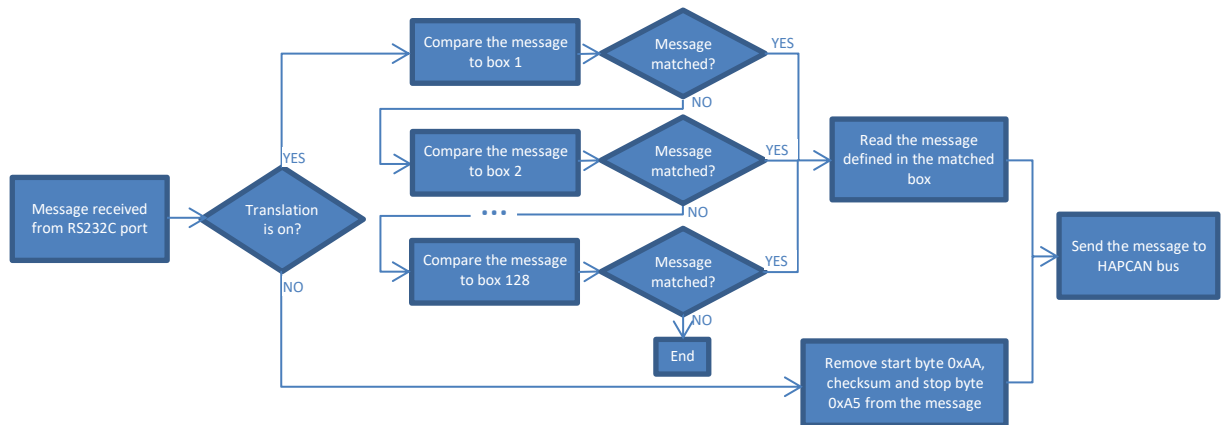 Message received
from RS232C port
Translation
is on?
YES
NO
Compare the message
to box 1
Message
matched?
YES
NO
Compare the message
to box 2
Message
matched?
YES
NO
...
Compare the message
to box 128
Message
matched?
YES
NO
End
Read the message
defined in the matched
box
Remove start byte 0xAA,
checksum and stop byte
0xA5 from the message
Send the message to
HAPCAN bus